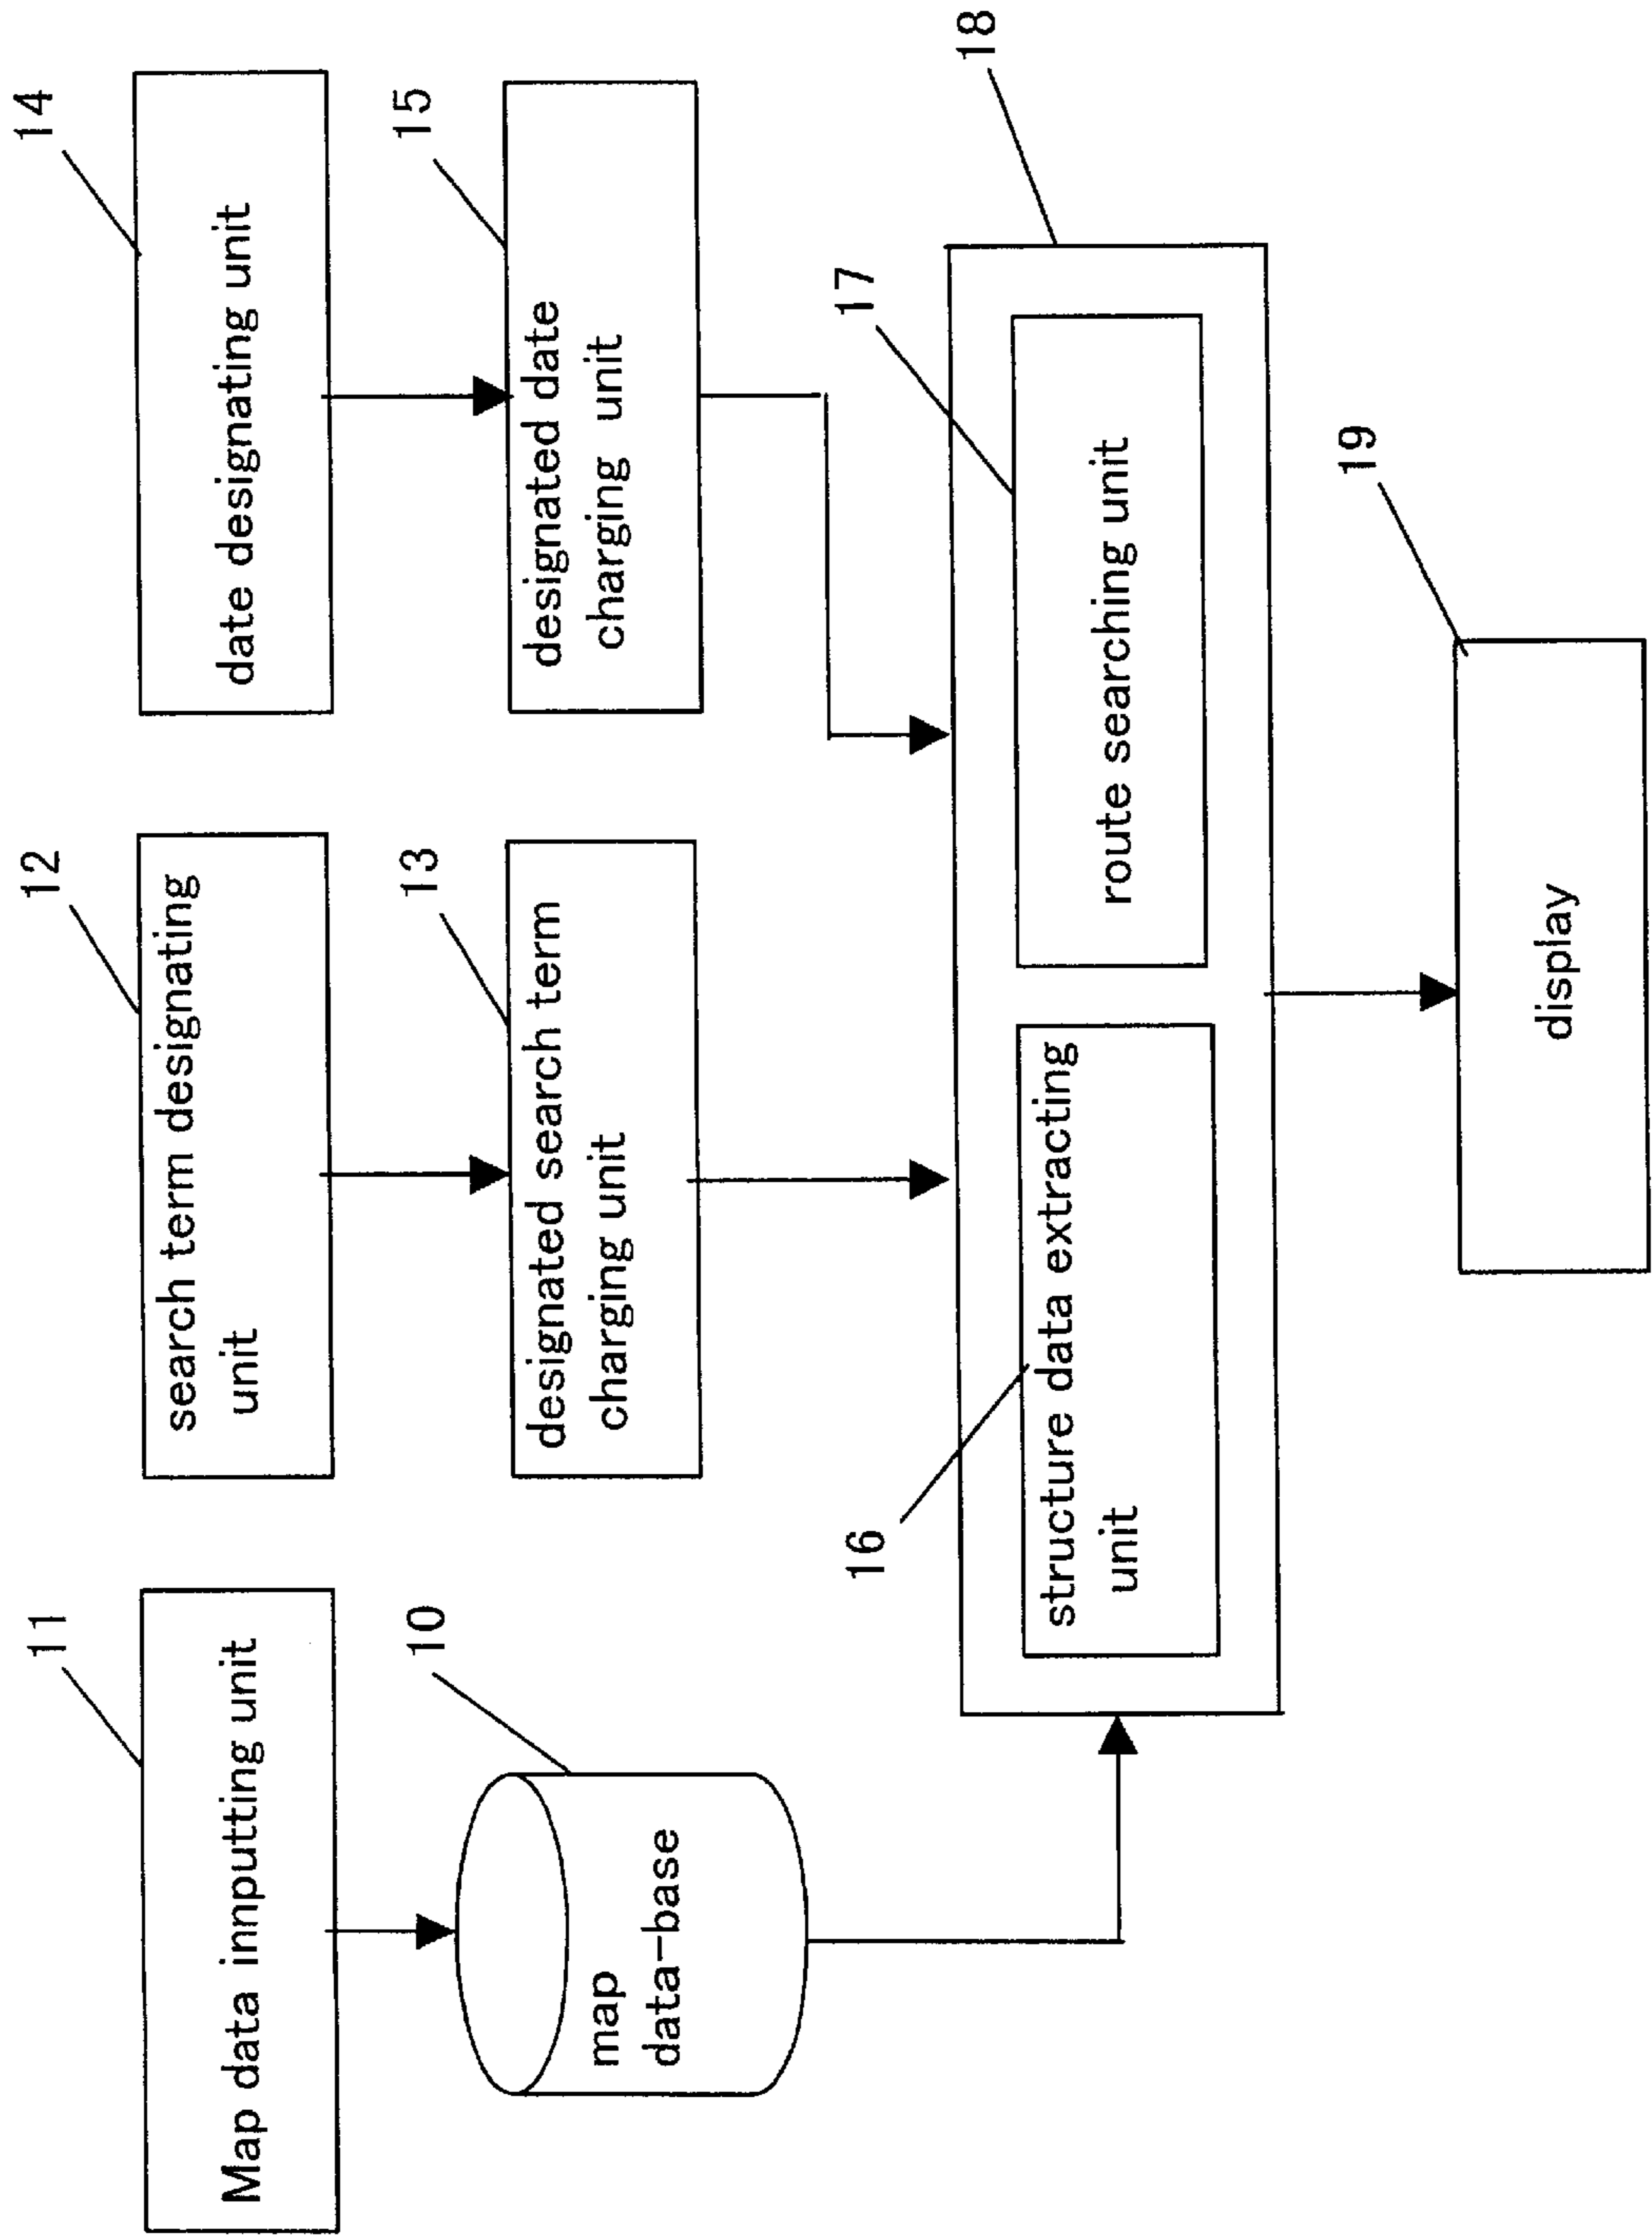 11
Map data innputting unit
12
search term designating
unit
14
date designating unit
10
map
data-base
13
designated search term
charging unit
15
designated date
charging unit
16
structure data extracting
unit
17
route searching unit
18
19
display